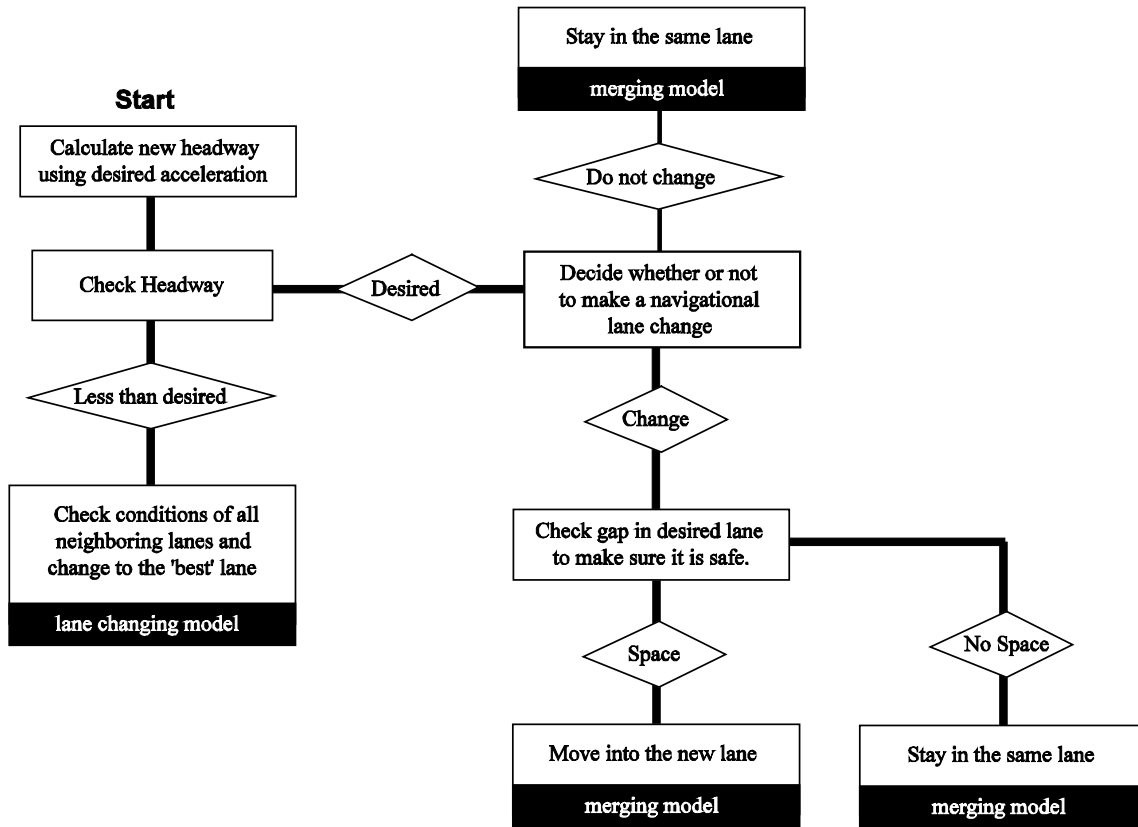 Start
Calculate new headway
using desired acceleration
Check Headway
Less than desired
Check conditions of all
neighboring lanes and
change to the 'best' lane
lane changing model
Desired
Stay in the same lane
merging model
Do not change
Decide whether or not
to make a navigational
lane change
Change
Check gap in desired lane
to make sure it is safe.
Space
Move into the new lane
merging model
No Space
Stay in the same lane
merging model